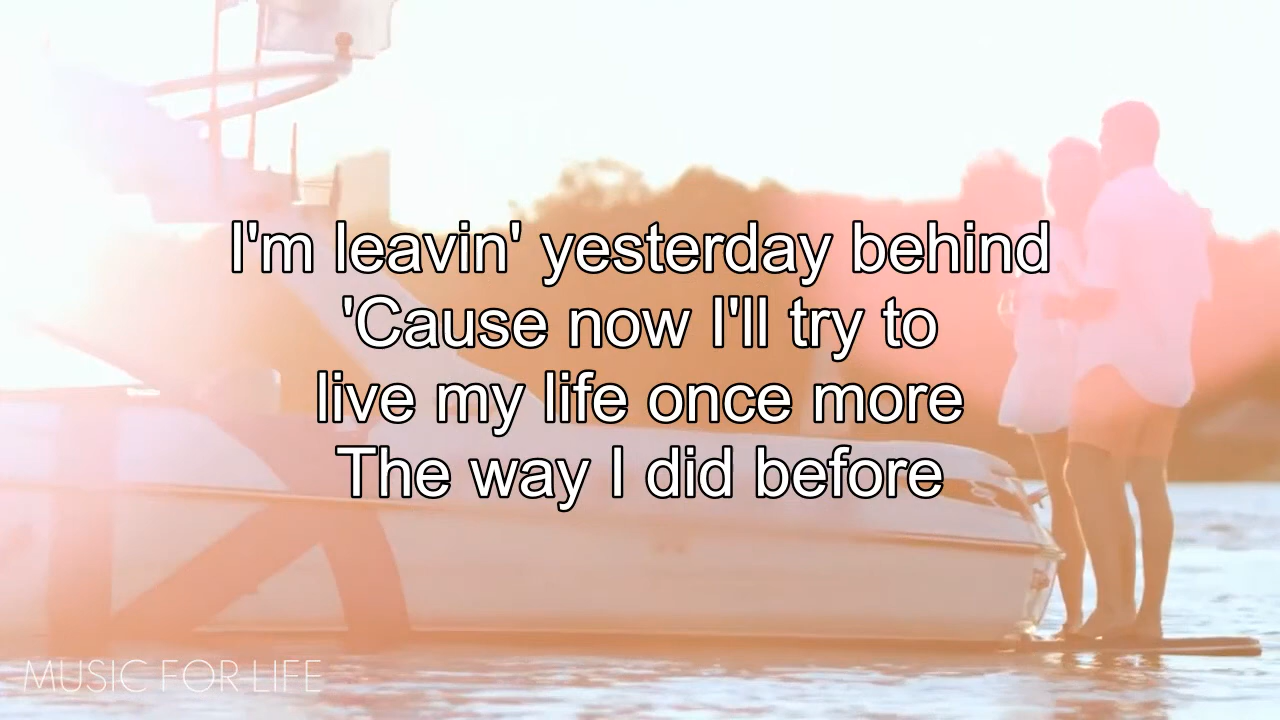 I'm leavin' yesterday behind
'Cause now I'll try to
live my life once more
The way I did before
MUSIC FOR LIFE